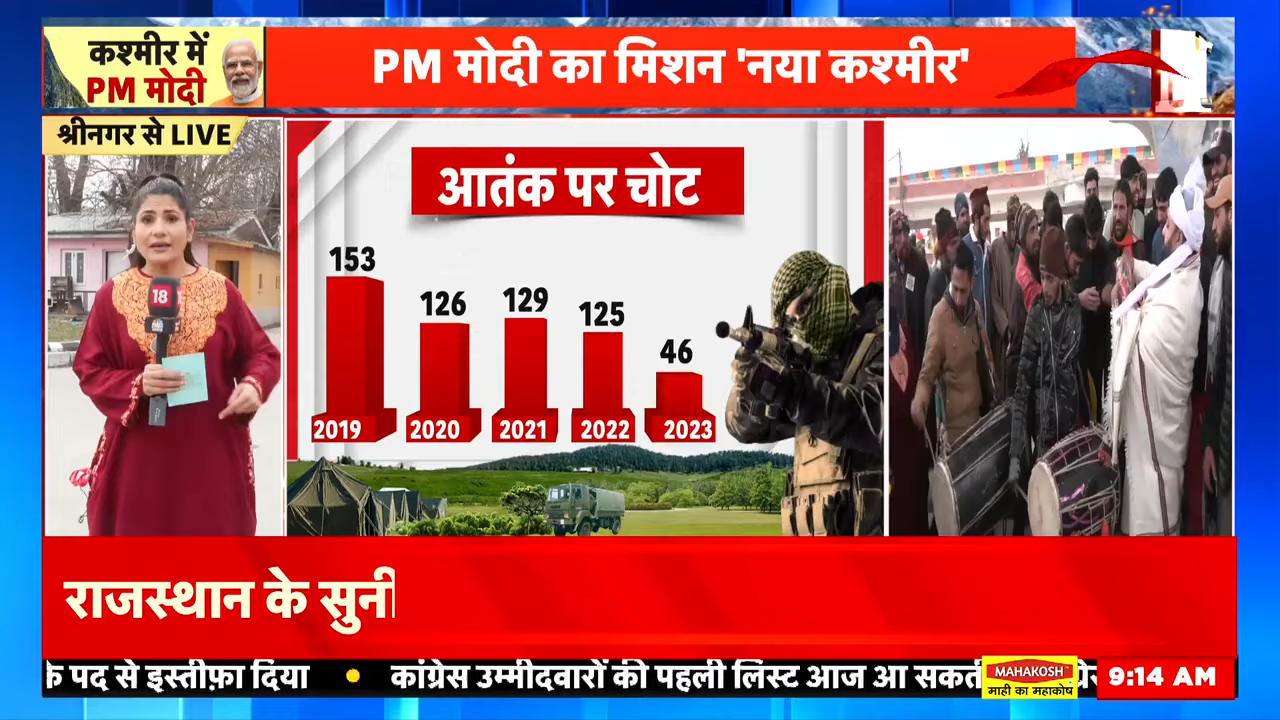 कश्मीर में
PM मोदी
PM मोदी का मिशन 'नया कश्मीर'
श्रीनगर से LIVE
18
आतंक पर चोट
153
126
129
125
46
2019
2020
2021
2022
2023
राजस्थान के सुनी
के पद से इस्तीफ़ा दिया
कांग्रेस उम्मीदवारों की पहली लिस्ट आज आ सकती
MAHAKOSH
माही का महाकोष
9:14 AM